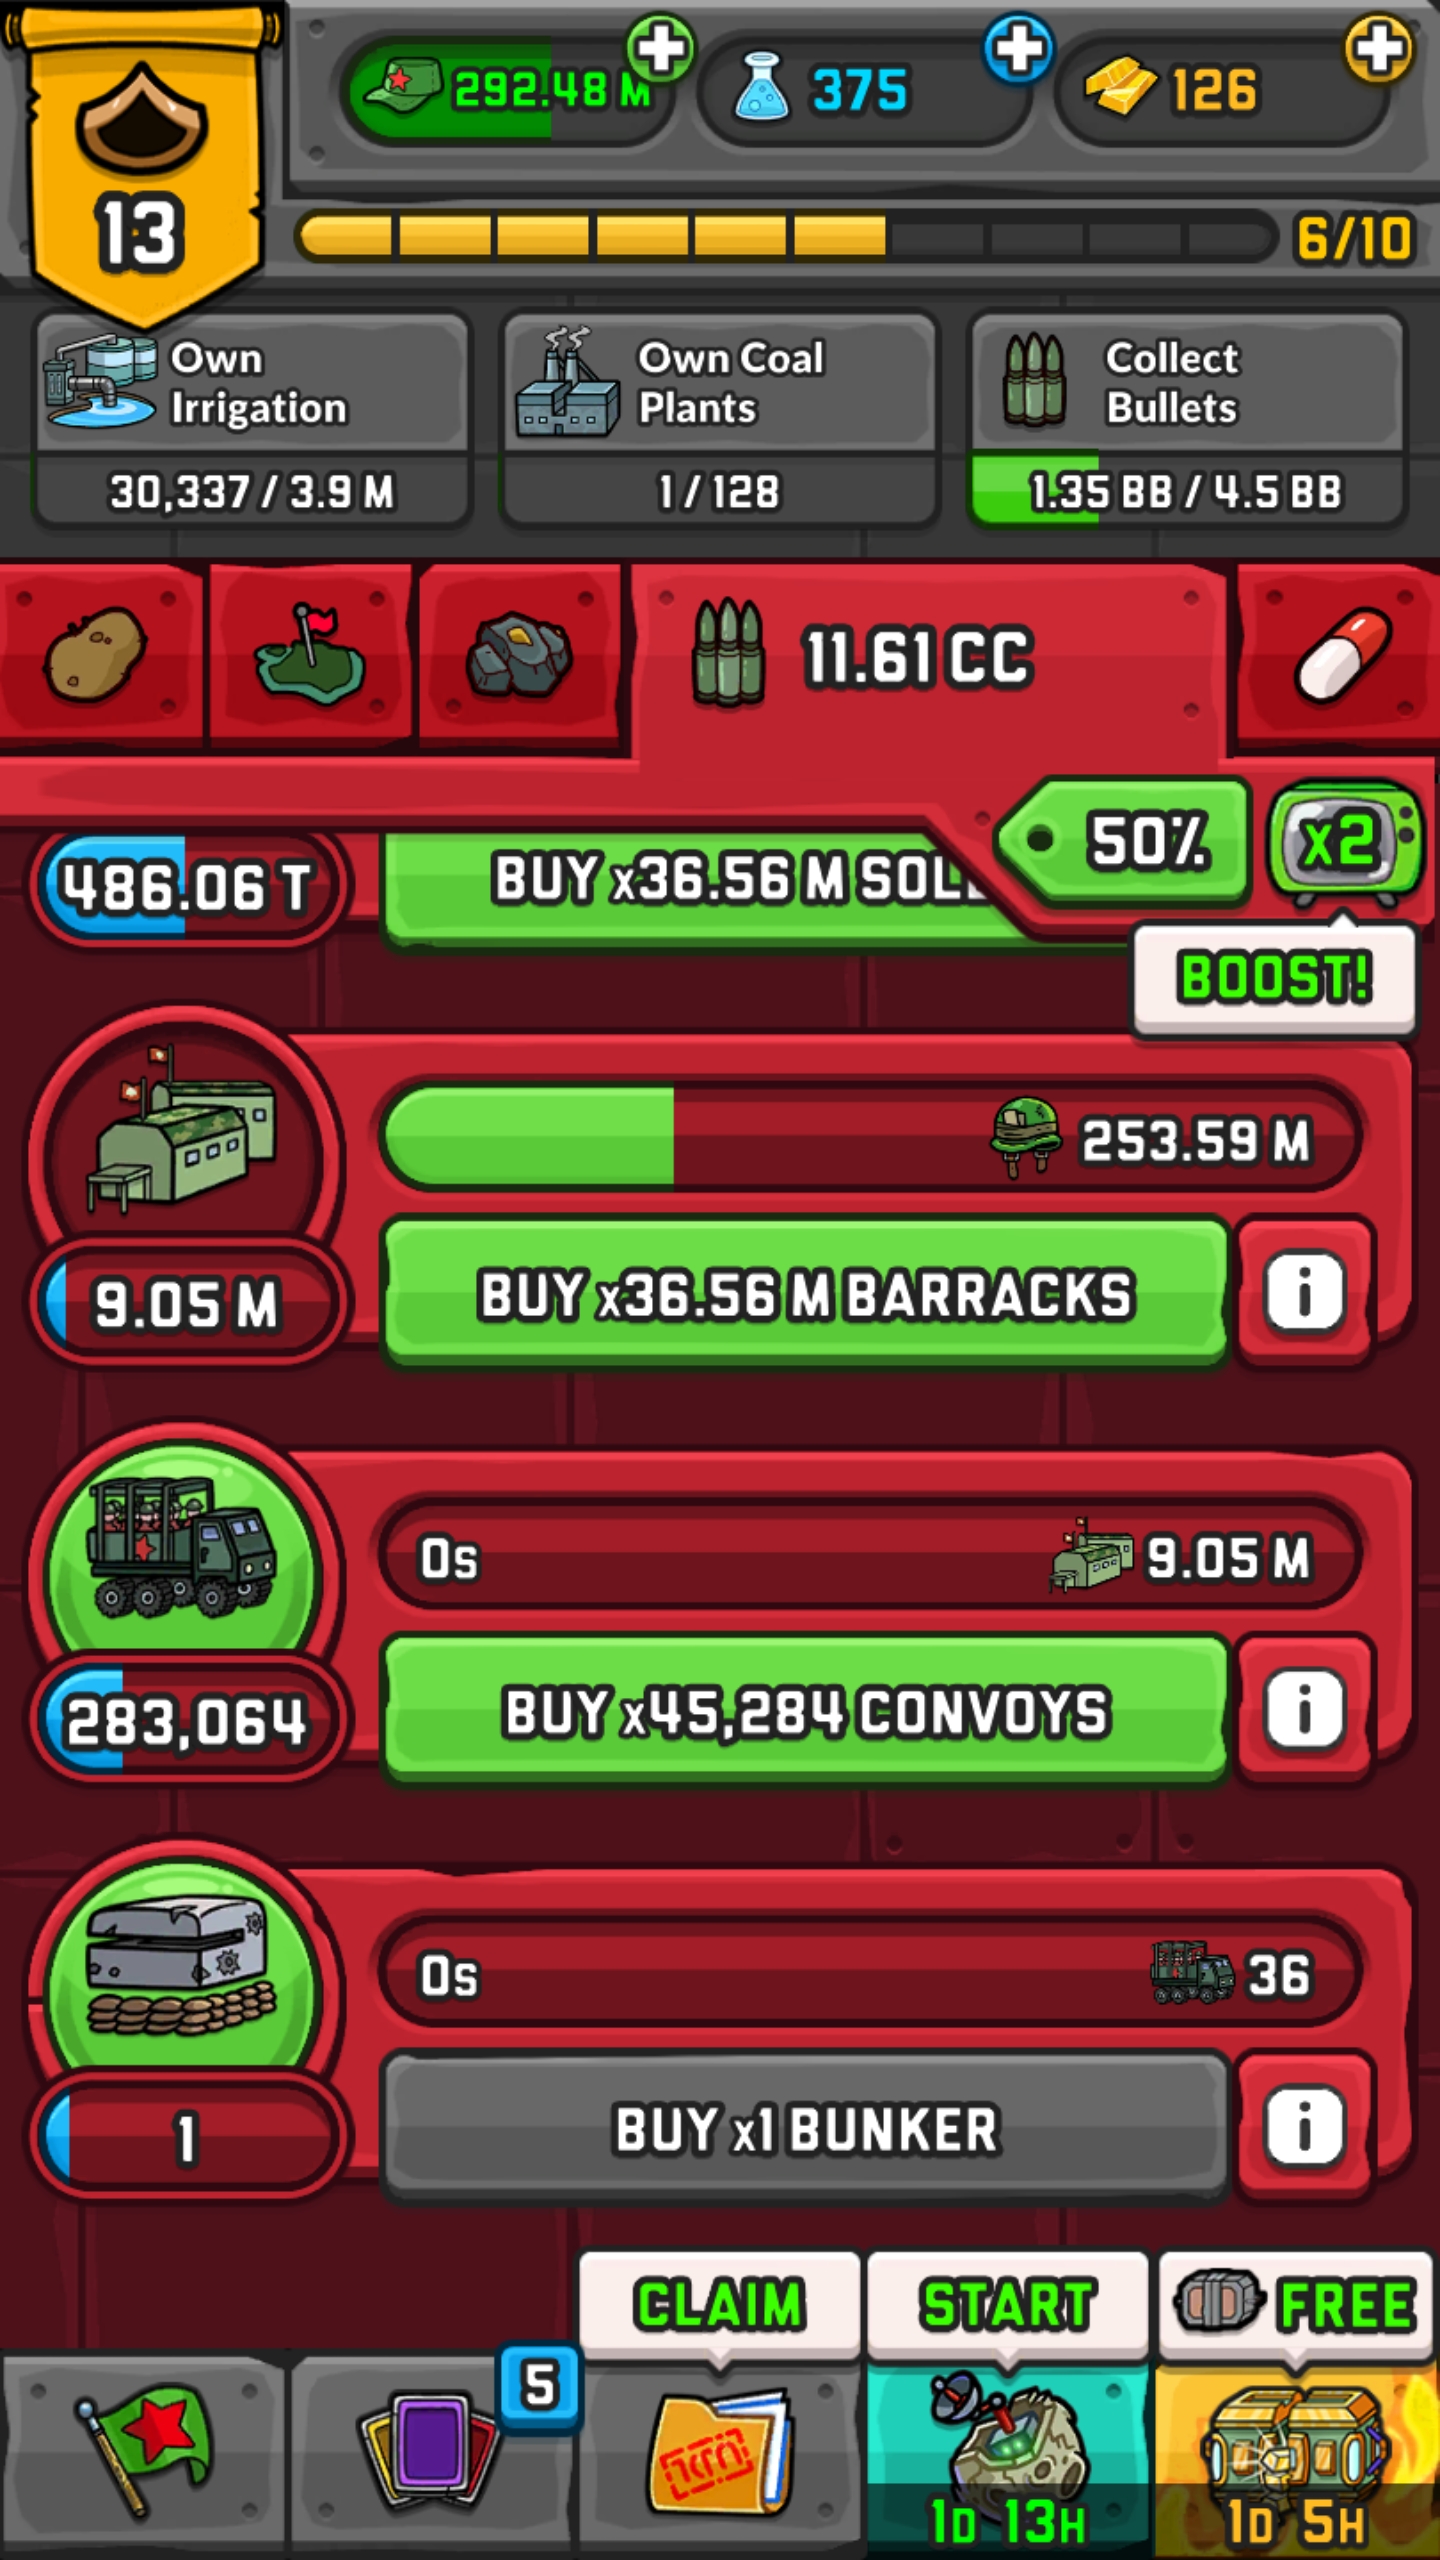 13
292.48 M
375
126
6/10
Own Irrigation
30,337 / 3.9 M
Own Coal Plants
1 / 128
Collect Bullets
1.35 BB / 4.5 BB
11.61 CC
50%
x2
BOOST!
486.06 T
BUY x36.56 M SOL
253.59 M
9.05 M
BUY x36.56 M BARRACKS
i
0s
9.05 M
283,064
BUY x45,284 CONVOYS
i
0s
36
1
BUY x1 BUNKER
i
CLAIM
START
FREE
5
1D 13H
1D 5H